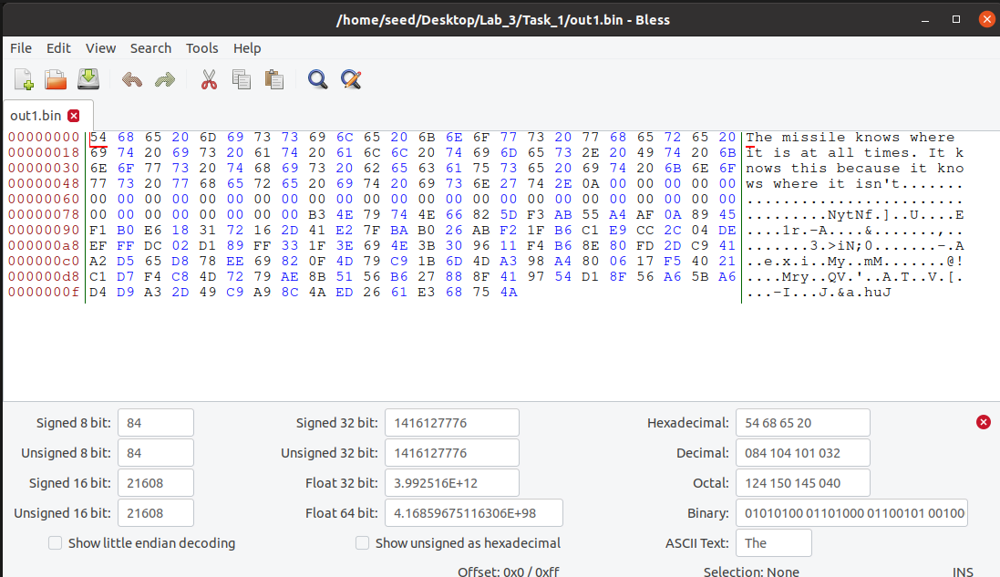 /home/seed/Desktop/Lab_3/Task_1/out1.bin - Bless
File Edit View Search Tools Help
out1.bin
00000000 54 68 65 20 6D 69 73 73 69 6C 65 20 6B 6E 6F 77 73 20 77 68 65 72 65 20 The missile knows where
00000018 69 74 20 69 73 20 61 74 20 61 6C 6C 20 74 69 6D 65 73 2E 20 49 74 20 6B it is at all times. It k
00000030 6E 6F 77 73 20 74 68 69 73 20 62 65 63 61 75 73 65 20 69 74 20 6B 6E 6F nows this because it kno
00000048 77 73 20 77 68 65 72 65 20 69 74 20 69 73 6E 27 74 2E 0A 00 00 00 00 00 ws where it isn't.......
00000060 00 00 00 00 00 00 00 00 00 00 00 00 00 00 00 00 00 00 00 00 00 00 00 00 ........................
00000078 00 00 00 00 00 00 00 00 B3 4E 79 74 4E 66 82 5D F3 AB 55 A4 AF 0A 89 45 .........NytNf.]..U....E
00000090 F1 B0 E6 18 31 72 16 2D 41 E2 7F BA B0 26 AB F2 1F B6 C1 E9 CC 2C 04 DE ....1r.-A....&.......,..
000000a8 EF FF DC 02 D1 89 FF 33 1F 3E 69 4E 3B 30 96 11 F4 B6 8E 80 FD 2D C9 41 .......3.>iN;0.......-.A
000000c0 A2 D5 65 D8 78 EE 69 82 0F 4D 79 C9 1B 6D 4D A3 98 A4 80 06 17 F5 40 21 ..e.x.i..My..mM.......@!
000000d8 C1 D7 F4 C8 4D 72 79 AE 8B 51 56 B6 27 88 8F 41 97 54 D1 8F 56 A6 5B A6 ....Mry..QV.'..A.T..V.[.
0000000f D4 D9 A3 2D 49 C9 A9 8C 4A ED 26 61 E3 68 75 4A ...-I...J.&a.huJ
Signed 8 bit: 84 Signed 32 bit: 1416127776 Hexadecimal: 54 68 65 20
Unsigned 8 bit: 84 Unsigned 32 bit: 1416127776 Decimal: 084 104 101 032
Signed 16 bit: 21608 Float 32 bit: 3.992516E+12 Octal: 124 150 145 040
Unsigned 16 bit: 21608 Float 64 bit: 4.16859675116306E+98 Binary: 01010100 01101000 01100101 00100
Show little endian decoding Show unsigned as hexadecimal ASCII Text: The
Offset: 0x0 / 0xff Selection: None INS